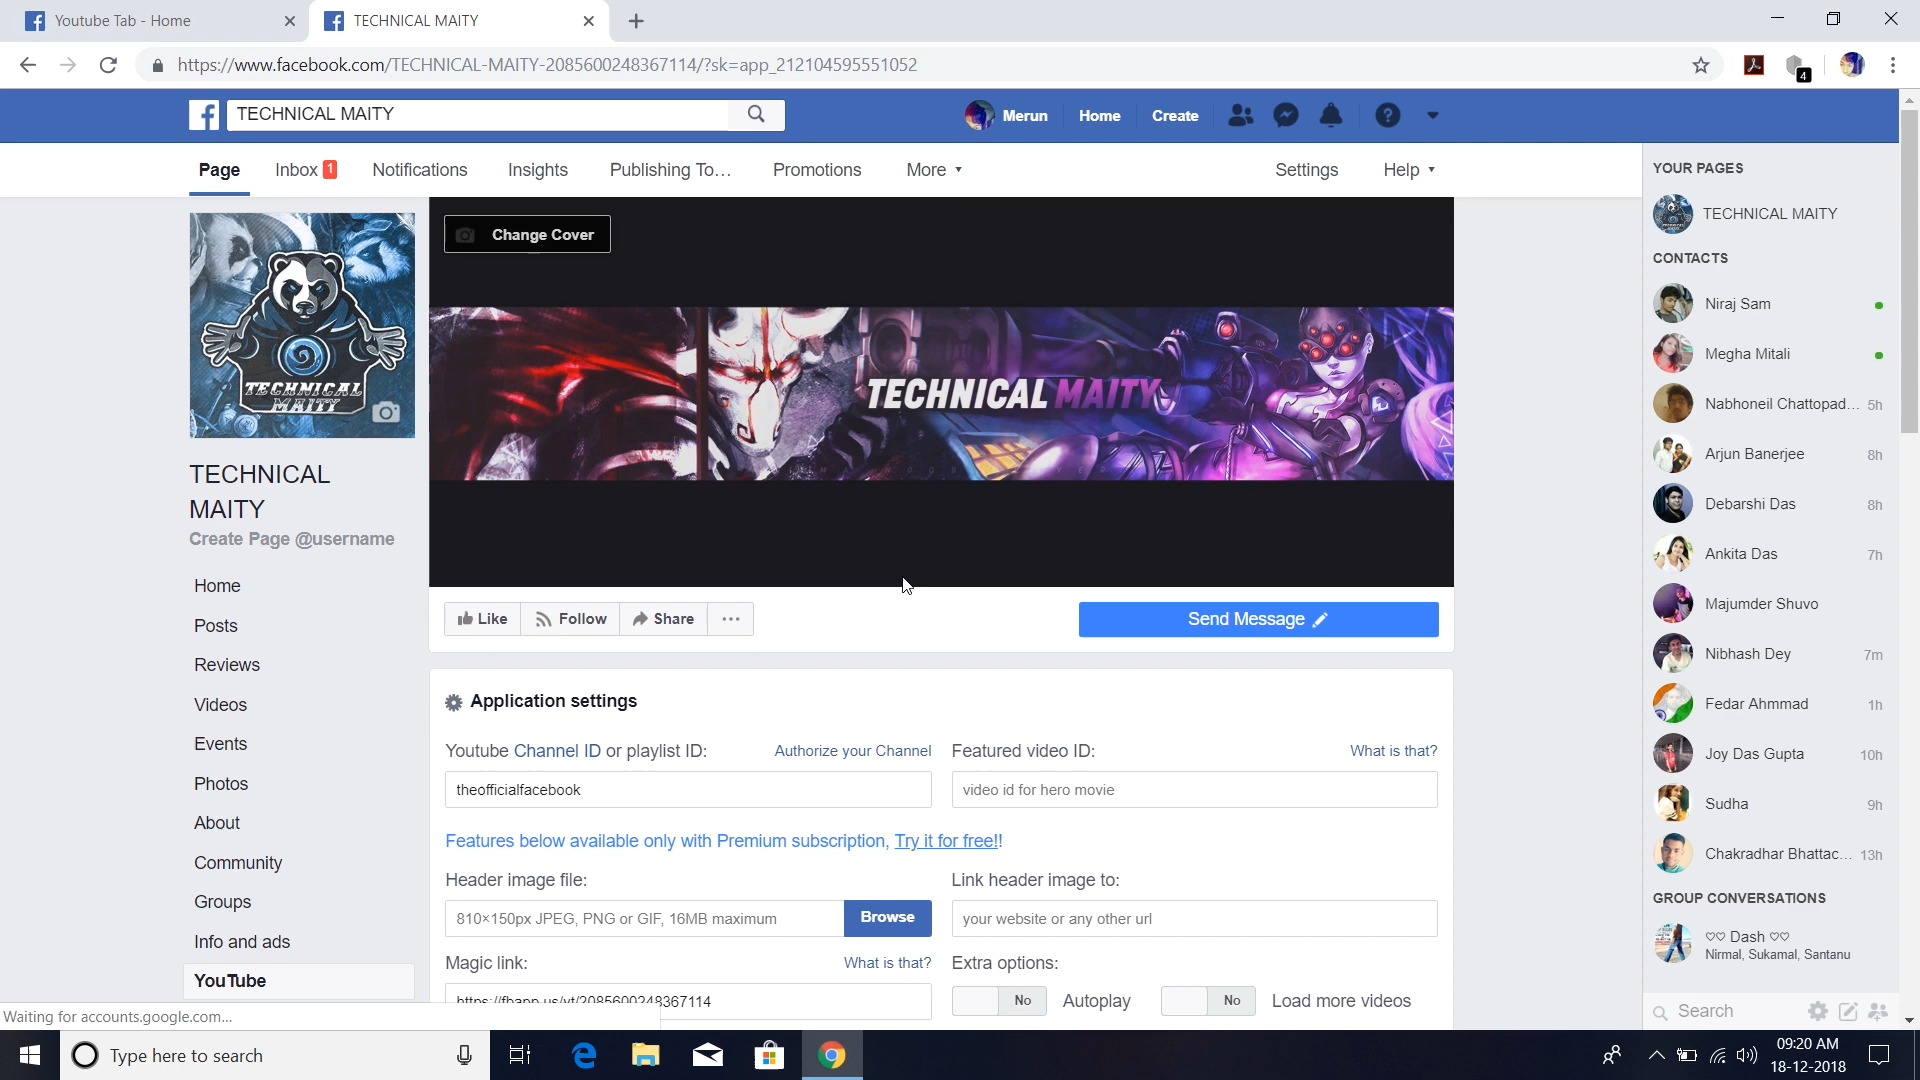 Youtube Tab - Home
TECHNICAL MAITY
https://www.facebook.com/TECHNICAL-MAITY-2085600248367114/?sk=app_212104595551052
4
TECHNICAL MAITY
Merun
Home
Create
Page
Inbox 1
Notifications
Insights
Publishing To…
Promotions
More
Settings
Help
Change Cover
TECHNICAL
MAITY
TECHNICAL MAITY
TECHNICAL
MAITY
Create Page @username
Home
Posts
Reviews
Videos
Events
Photos
About
Community
Groups
Info and ads
YouTube
Like
Follow
Share
Send Message
Application settings
Youtube Channel ID or playlist ID:
Authorize your Channel
theofficialfacebook
Featured video ID:
What is that?
video id for hero movie
Features below available only with Premium subscription, Try it for free!!
Header image file:
810×150px JPEG, PNG or GIF, 16MB maximum
Browse
Link header image to:
your website or any other url
Magic link:
What is that?
https://fbapp.us/yt/2085600248367114
Extra options:
No
Autoplay
No
Load more videos
YOUR PAGES
TECHNICAL MAITY
CONTACTS
Niraj Sam
Megha Mitali
Nabhoneil Chattopad... 5h
Arjun Banerjee 8h
Debarshi Das 8h
Ankita Das 7h
Majumder Shuvo
Nibhash Dey 7m
Fedar Ahmmad 1h
Joy Das Gupta 10h
Sudha 9h
Chakradhar Bhattac... 13h
GROUP CONVERSATIONS
♡♡ Dash ♡♡
Nirmal, Sukamal, Santanu
Search
Waiting for accounts.google.com...
Type here to search
09:20 AM
18-12-2018